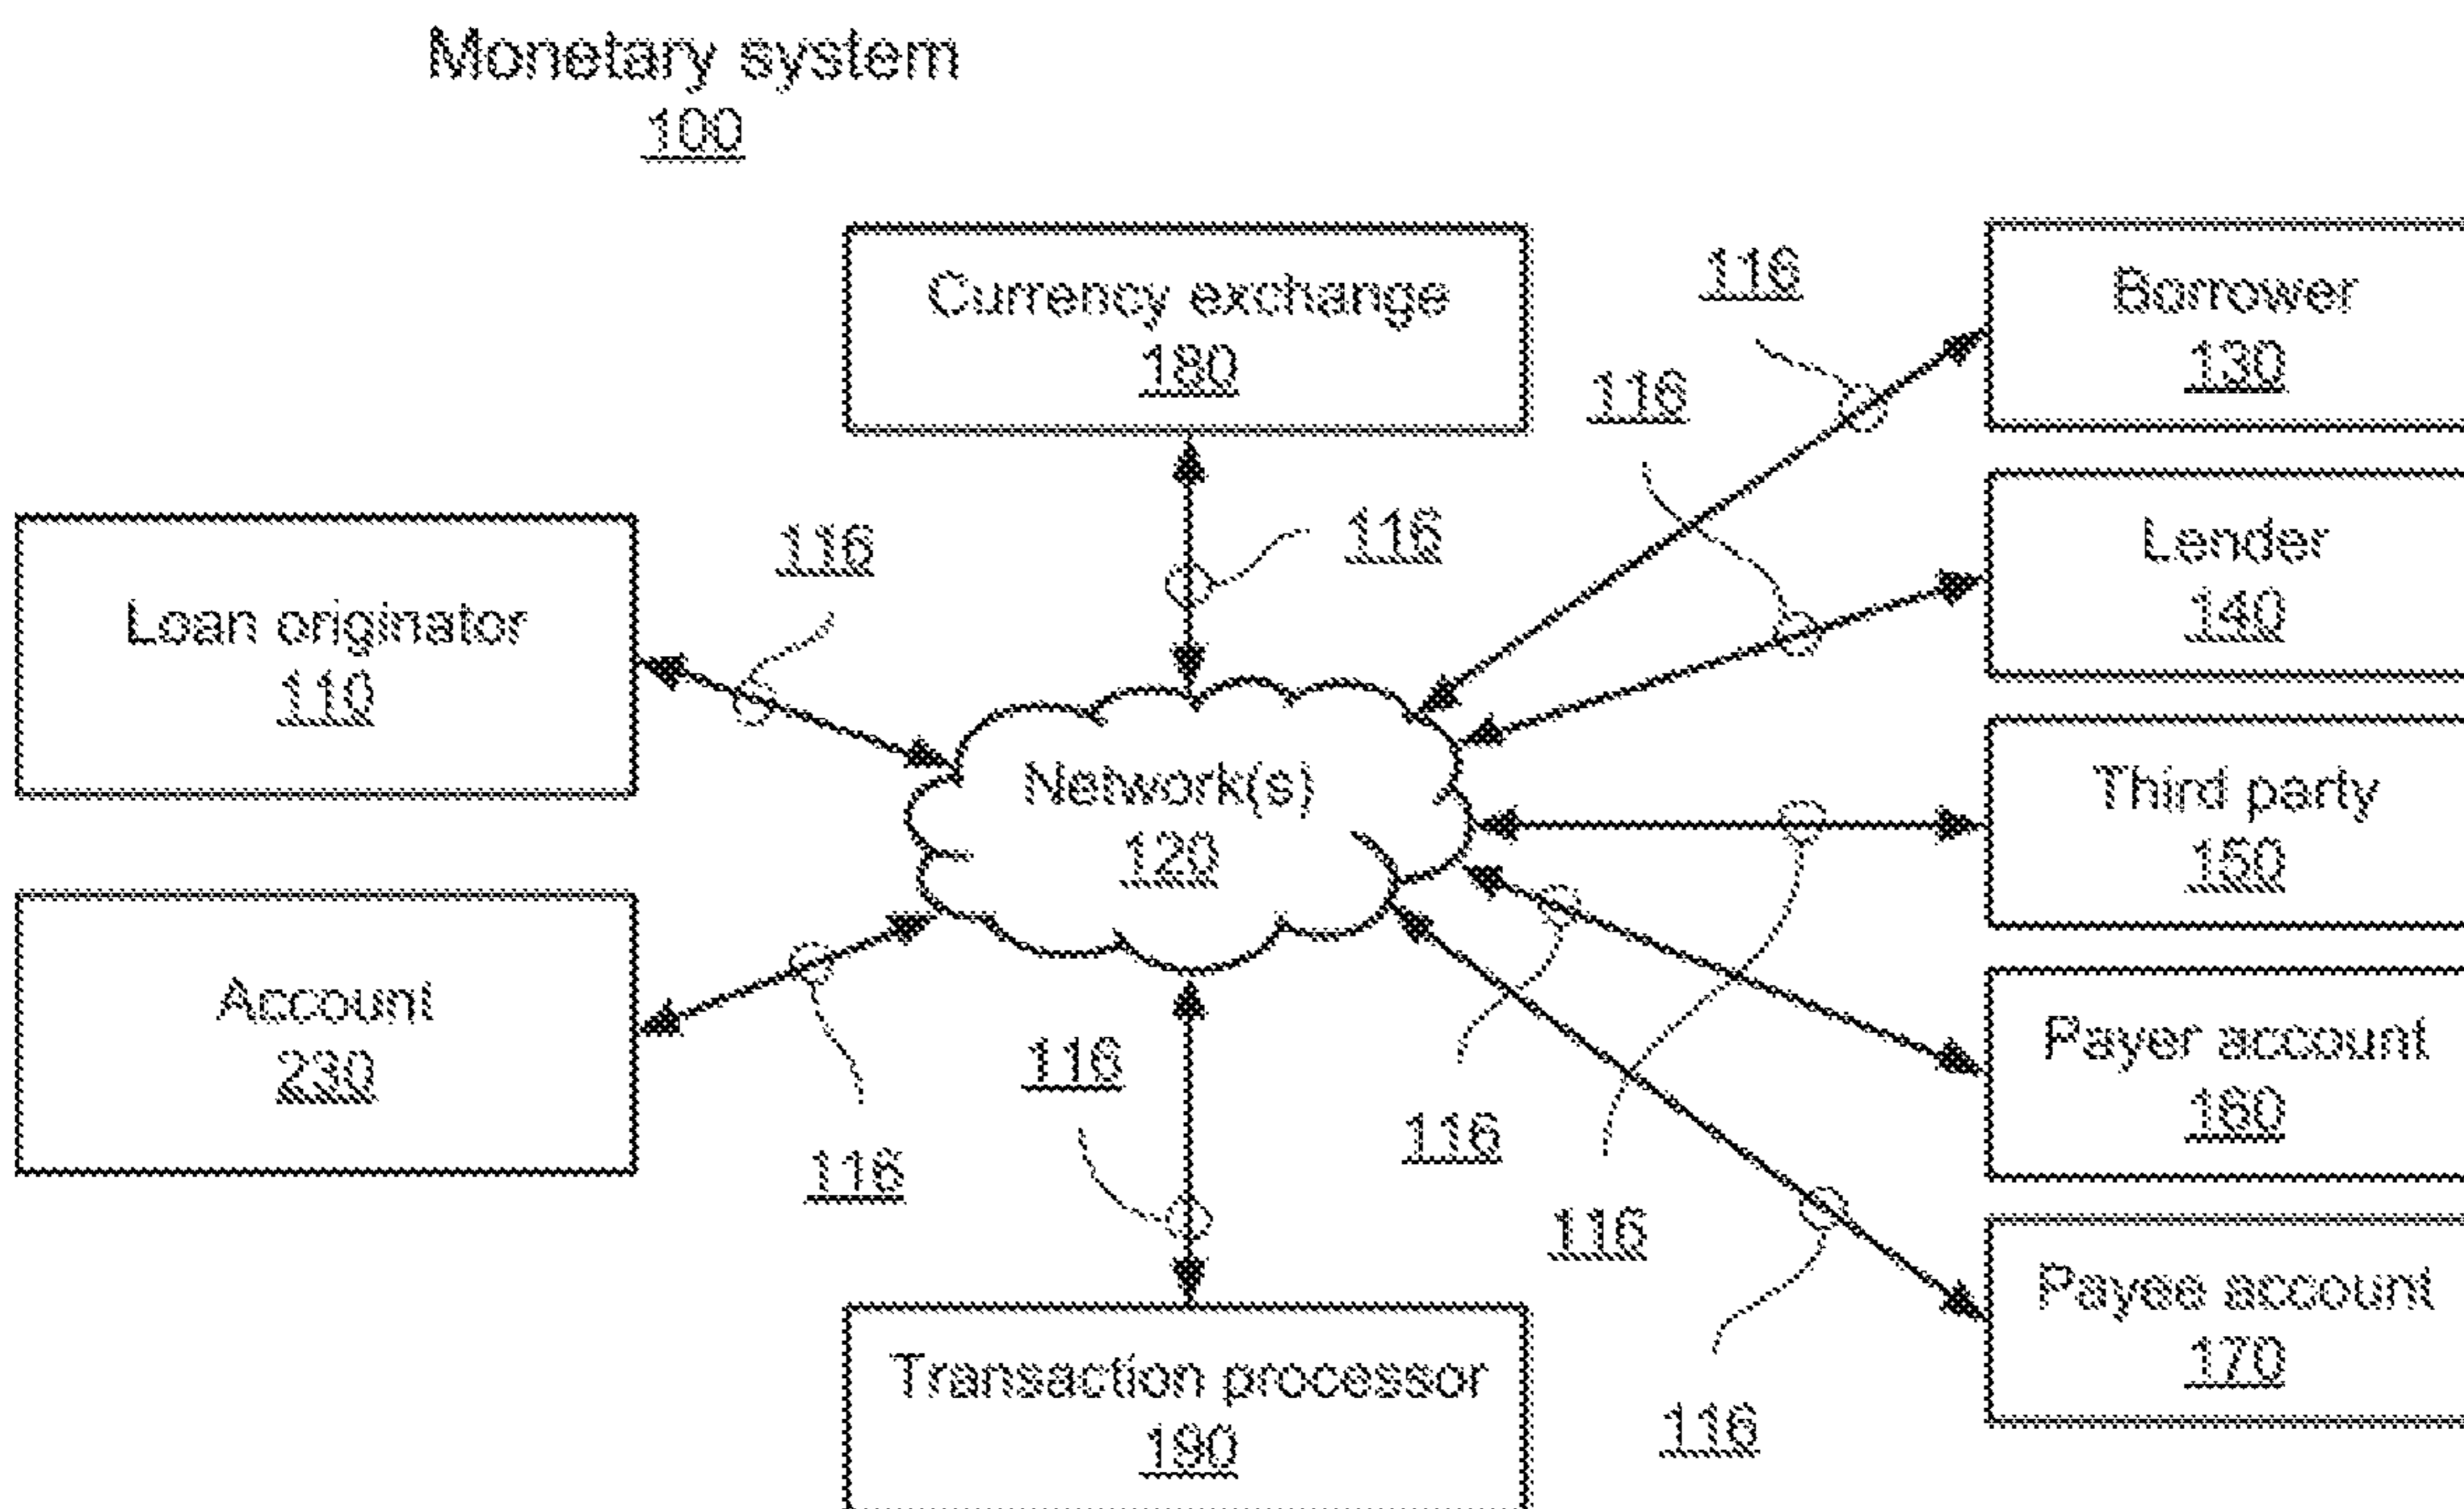 Monetary system
100
Currency exchange
180
116
Borrower
130
116
Lender
140
116
116
Loan originator
110
Network(s)
120
Third party
150
Account
230
116
116
116
116
Payer account
160
Transaction processor
190
116
Payee account
170